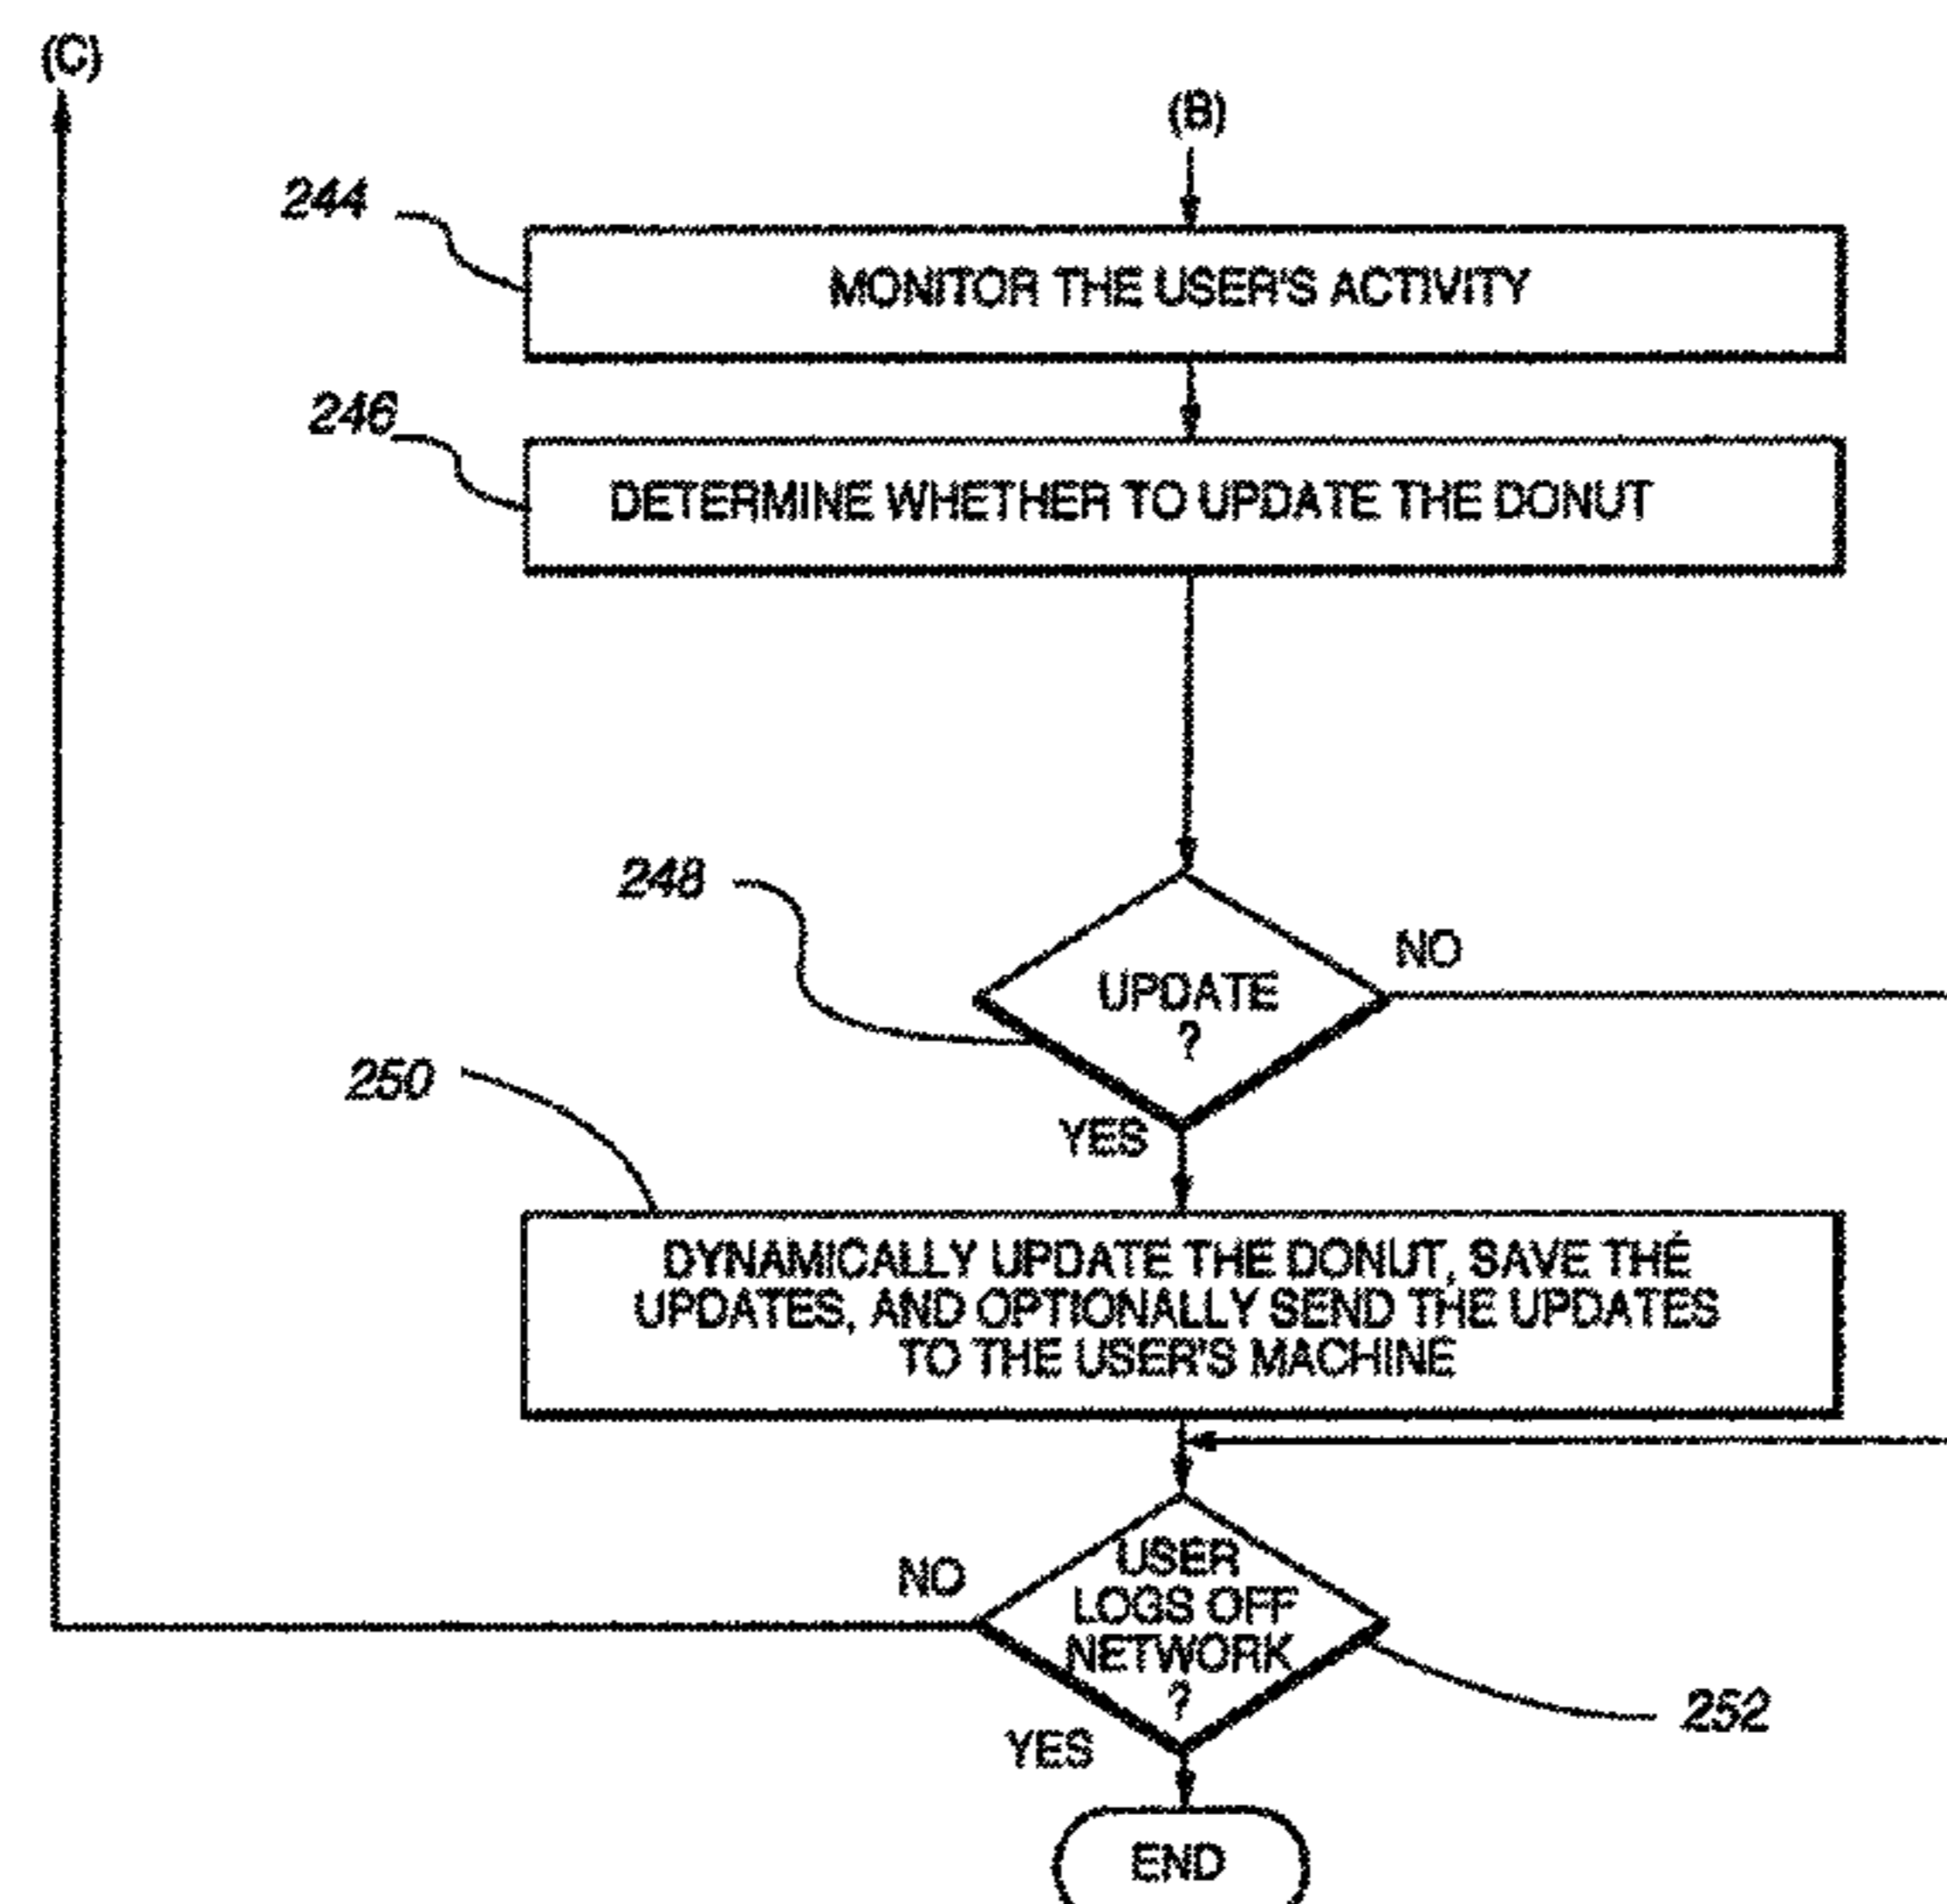 (C)
(B)
244
MONITOR THE USER'S ACTIVITY
246
DETERMINE WHETHER TO UPDATE THE DONUT
248
UPDATE
?
NO
YES
250
DYNAMICALLY UPDATE THE DONUT, SAVE THE
UPDATES, AND OPTIONALLY SEND THE UPDATES
TO THE USER'S MACHINE
NO
USER
LOGS OFF
NETWORK
?
252
YES
END